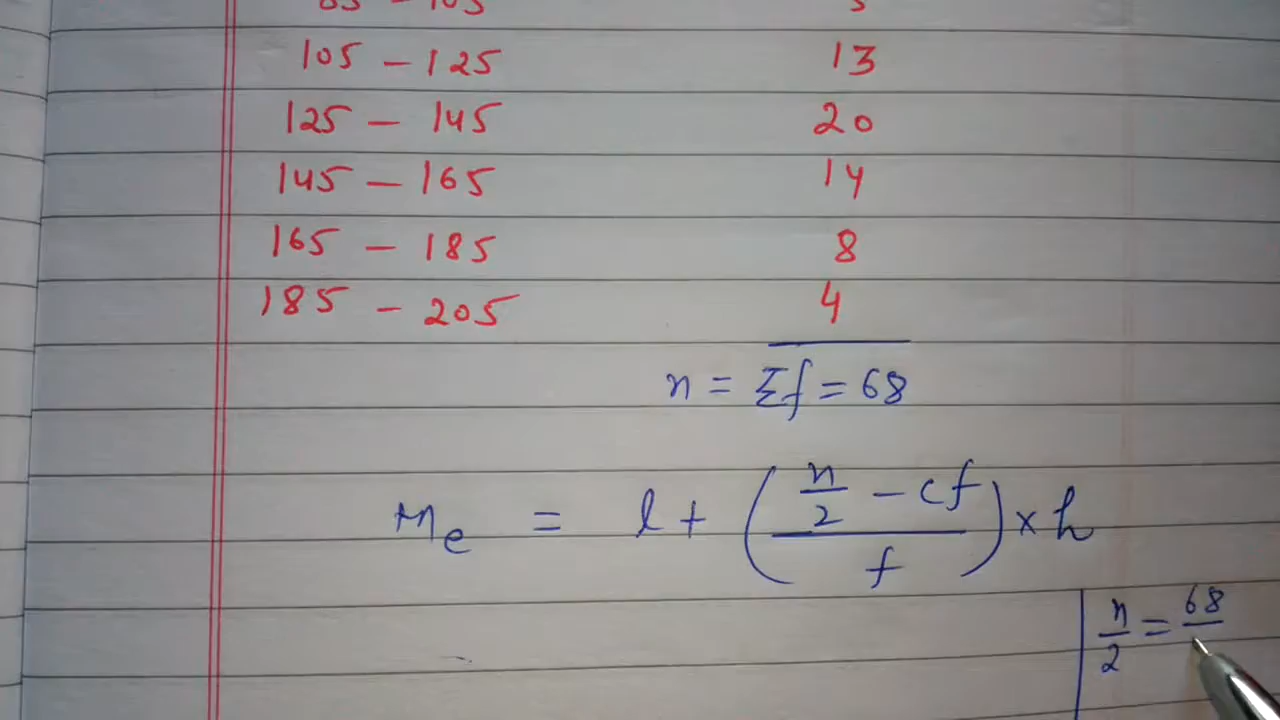 105 - 125 13
125 - 145 20
145 - 165 14
165 - 185 8
185 - 205 4
n = Σf = 68
Me = l + ( (n/2 - cf) / f ) × h
n/2 = 68